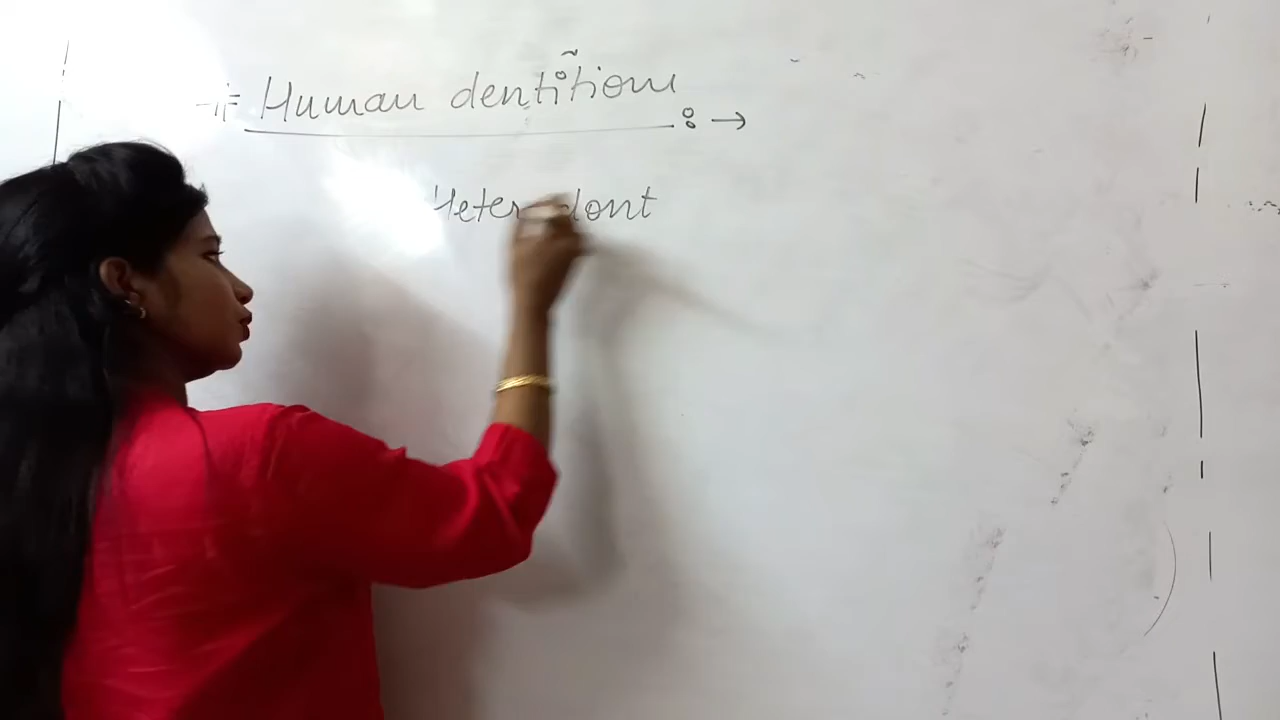 Human dentition :→
Heterodont